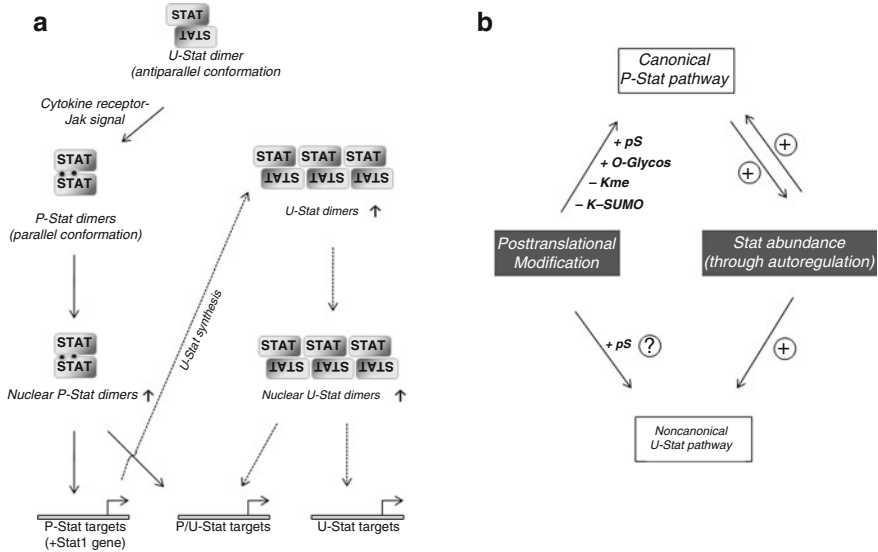 a
STAT
STAT
U-Stat dimer
(antiparallel conformation
Cytokine receptor-
Jak signal
STAT
STAT
P-Stat dimers
(parallel conformation)
STAT STAT STAT
STAT STAT STAT
U-Stat dimers
U-Stat synthesis
STAT
STAT
Nuclear P-Stat dimers
STAT STAT STAT
STAT STAT STAT
Nuclear U-Stat dimers
P-Stat targets
(+Stat1 gene)
P/U-Stat targets
U-Stat targets
b
Canonical
P-Stat pathway
+ pS
+ O-Glycos
– Kme
– K–SUMO
+
+
Posttranslational
Modification
Stat abundance
(through autoregulation)
+ pS ?
+
Noncanonical
U-Stat pathway